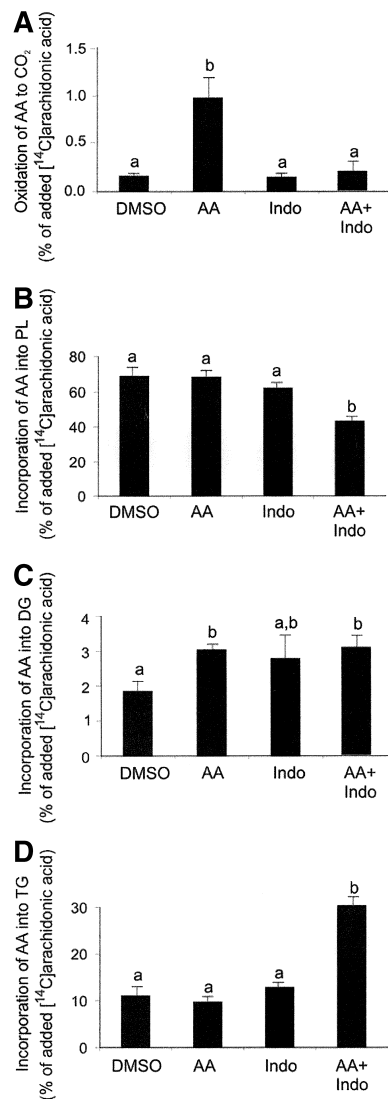 A
Oxidation of AA to CO₂
(% of added [¹⁴C]arachidonic acid)
1.5
1.0
0.5
0.0
a
b
a
a
DMSO AA Indo AA+
Indo
B
Incorporation of AA into PL
(% of added [¹⁴C]arachidonic acid)
80
60
40
20
0
a
a
a
b
DMSO AA Indo AA+
Indo
C
Incorporation of AA into DG
(% of added [¹⁴C]arachidonic acid)
4
3
2
1
0
a
b
a,b
b
DMSO AA Indo AA+
Indo
D
Incorporation of AA into TG
(% of added [¹⁴C]arachidonic acid)
30
20
10
0
a
a
a
b
DMSO AA Indo AA+
Indo